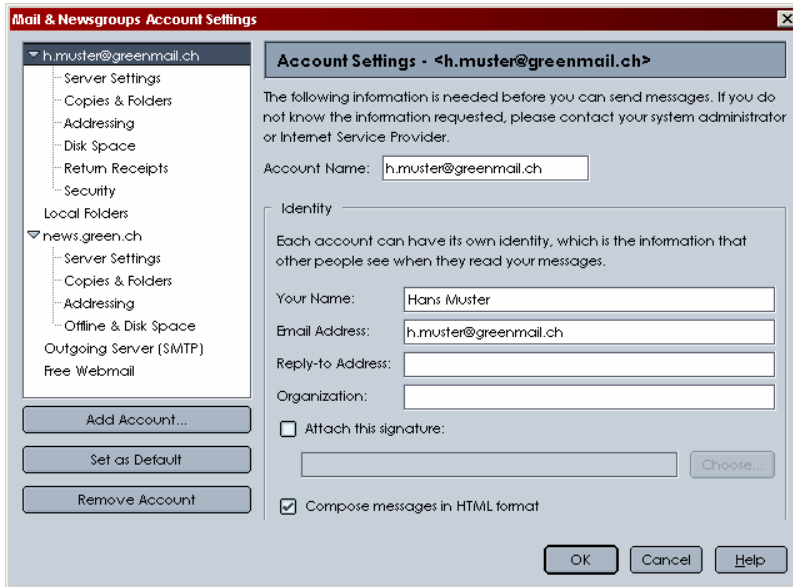 Mail & Newsgroups Account Settings
h.muster@greenmail.ch
Server Settings
Copies & Folders
Addressing
Disk Space
Return Receipts
Security
Local Folders
news.green.ch
Server Settings
Copies & Folders
Addressing
Offline & Disk Space
Outgoing Server (SMTP)
Free Webmail
Add Account...
Set as Default
Remove Account
Account Settings - <h.muster@greenmail.ch>
The following information is needed before you can send messages. If you do
not know the information requested, please contact your system administrator
or Internet Service Provider.
Account Name: h.muster@greenmail.ch
Identity
Each account can have its own identity, which is the information that
other people see when they read your messages.
Your Name: Hans Muster
Email Address: h.muster@greenmail.ch
Reply-to Address:
Organization:
Attach this signature:
Choose...
Compose messages in HTML format
OK Cancel Help